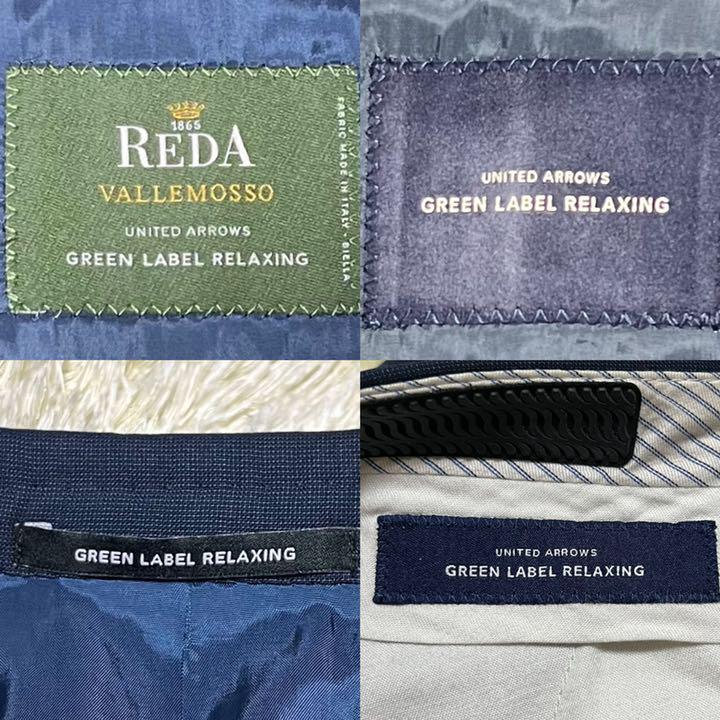 1865
REDA
VALLEMOSSO
UNITED ARROWS
GREEN LABEL RELAXING
FABRIC MADE IN ITALY - BIELLA
UNITED ARROWS
GREEN LABEL RELAXING
GREEN LABEL RELAXING
UNITED ARROWS
GREEN LABEL RELAXING